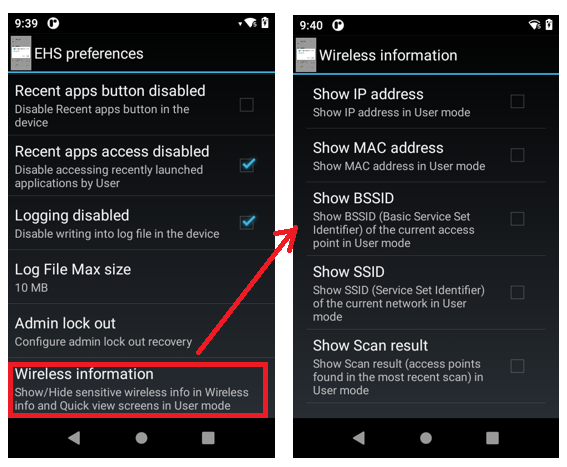 9:39
EHS preferences
Recent apps button disabled
Disable Recent apps button in the
device
Recent apps access disabled
Disable accessing recently launched
applications by User
Logging disabled
Disable writing into log file in the device
Log File Max size
10 MB
Admin lock out
Configure admin lock out recovery
Wireless information
Show/Hide sensitive wireless info in Wireless
info and Quick view screens in User mode
9:40
Wireless information
Show IP address
Show IP address in User mode
Show MAC address
Show MAC address in User mode
Show BSSID
Show BSSID (Basic Service Set
Identifier) of the current access
point in User mode
Show SSID
Show SSID (Service Set Identifier)
of the current network in User
mode
Show Scan result
Show Scan result (access points
found in the most recent scan) in
User mode